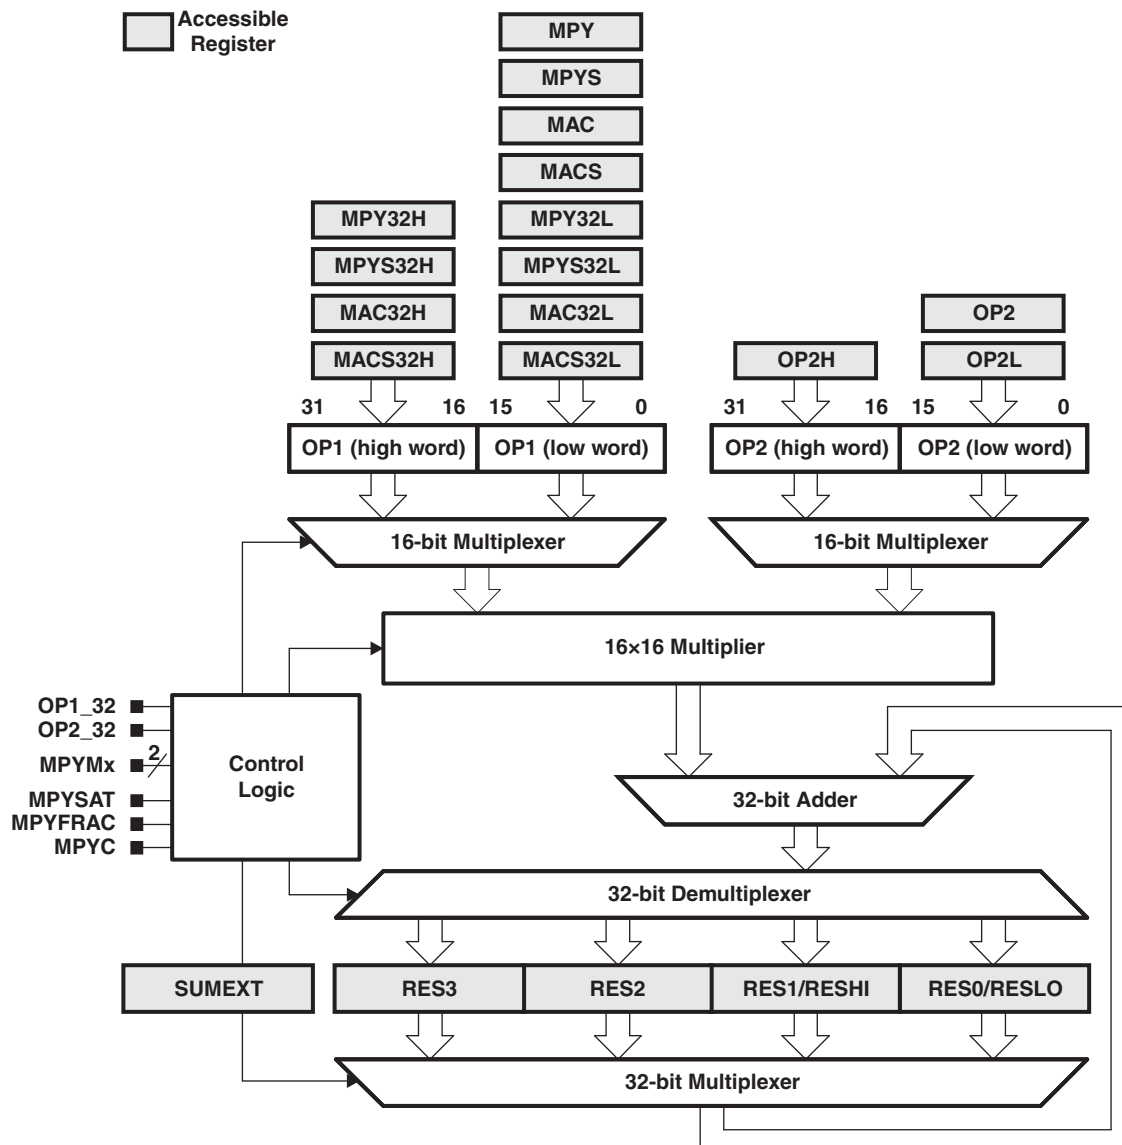 Accessible
Register
MPY
MPYS
MAC
MACS
MPY32H
MPY32L
MPYS32H
MPYS32L
MAC32H
MAC32L
OP2
MACS32H
MACS32L
OP2H
OP2L
31 16 15 0 31 16 15 0
OP1 (high word) OP1 (low word) OP2 (high word) OP2 (low word)
16-bit Multiplexer
16-bit Multiplexer
16×16 Multiplier
OP1_32
OP2_32
2
MPYMx
MPYSAT
MPYFRAC
MPYC
Control
Logic
32-bit Adder
32-bit Demultiplexer
SUMEXT
RES3
RES2
RES1/RESHI
RES0/RESLO
32-bit Multiplexer